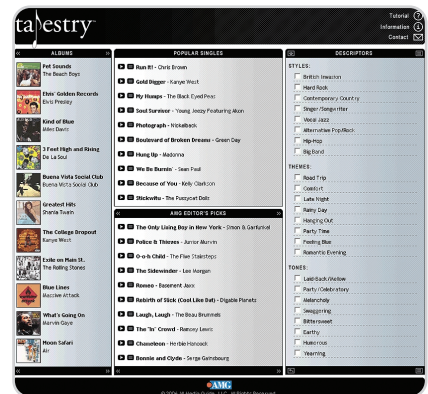 tapestry
Tutorial
Information
Contact
ALBUMS
Pet Sounds
The Beach Boys
Elvis' Golden Records
Elvis Presley
Kind of Blue
Miles Davis
3 Feet High and Rising
De La Soul
Buena Vista Social Club
Buena Vista Social Club
Greatest Hits
Shania Twain
The College Dropout
Kanye West
Exile on Main St.
The Rolling Stones
Blue Lines
Massive Attack
What's Going On
Marvin Gaye
Moon Safari
Air
POPULAR SINGLES
Run It! - Chris Brown
Gold Digger - Kanye West
My Humps - The Black Eyed Peas
Soul Survivor - Young Jeezy Featuring Akon
Photograph - Nickelback
Boulevard of Broken Dreams - Green Day
Hung Up - Madonna
We Be Burnin' - Sean Paul
Because of You - Kelly Clarkson
Stickwitu - The Pussycat Dolls
AMG EDITOR'S PICKS
The Only Living Boy in New York - Simon & Garfunkel
Police & Thieves - Junior Murvin
O-o-h Child - The Five Stairsteps
The Sidewinder - Lee Morgan
Romeo - Basement Jaxx
Rebirth of Slick (Cool Like Dat) - Digable Planets
Laugh, Laugh - The Beau Brummels
The "In" Crowd - Ramsey Lewis
Chameleon - Herbie Hancock
Bonnie and Clyde - Serge Gainsbourg
DESCRIPTORS
STYLES:
British Invasion
Hard Rock
Contemporary Country
Singer/Songwriter
Vocal Jazz
Alternative Pop/Rock
Hip-Hop
Big Band
THEMES:
Road Trip
Comfort
Late Night
Rainy Day
Hanging Out
Party Time
Feeling Blue
Romantic Evening
TONES:
Laid-Back/Mellow
Party/Celebratory
Melancholy
Swaggering
Bittersweet
Earthy
Humorous
Yearning
AMG
© 2006 All Media Guide, LLC. All Rights Reserved.